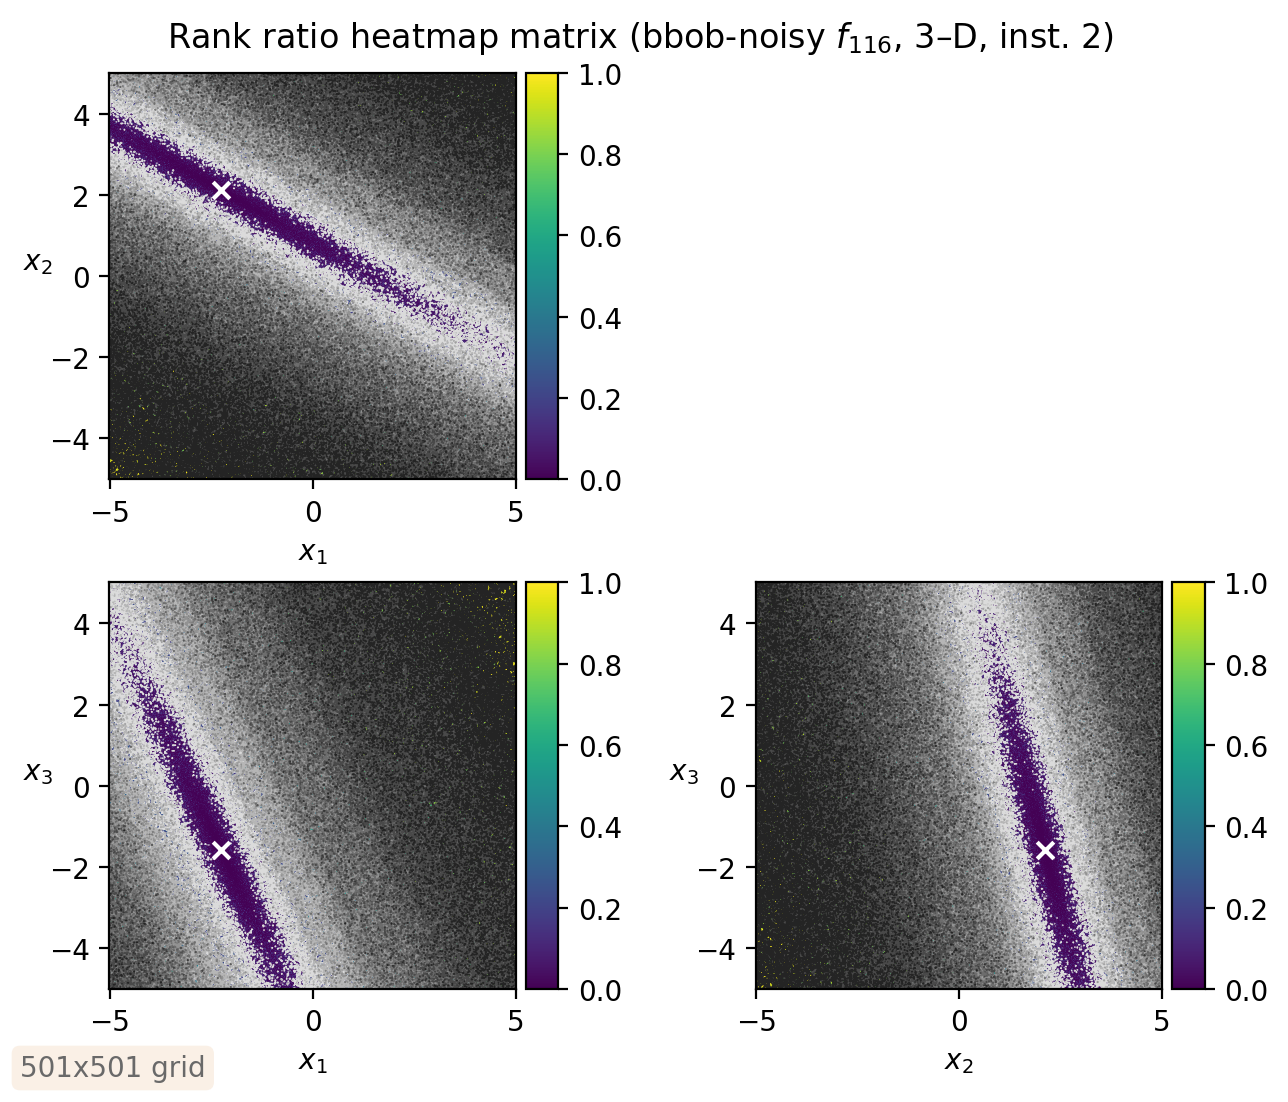 Rank ratio heatmap matrix (bbob-noisy f₁₁₆, 3–D, inst. 2)
1.0
4
0.8
2
0.6
x₂
0
0.4
−2
0.2
−4
0.0
−5 0 5
x₁
1.0 1.0
4 4
0.8 0.8
2 2
0.6 0.6
x₃ x₃
0 0
0.4 0.4
−2 −2
0.2 0.2
−4 −4
0.0 0.0
−5 0 5 −5 0 5
x₁ x₂
501x501 grid